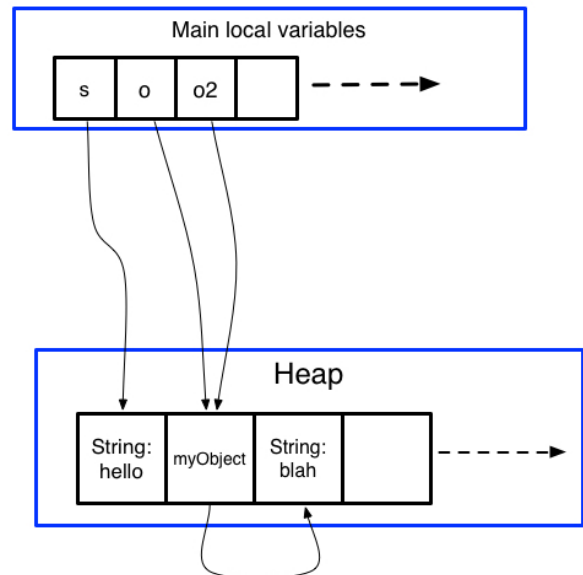 Main local variables
s
o
o2
Heap
String:
hello
myObject
String:
blah